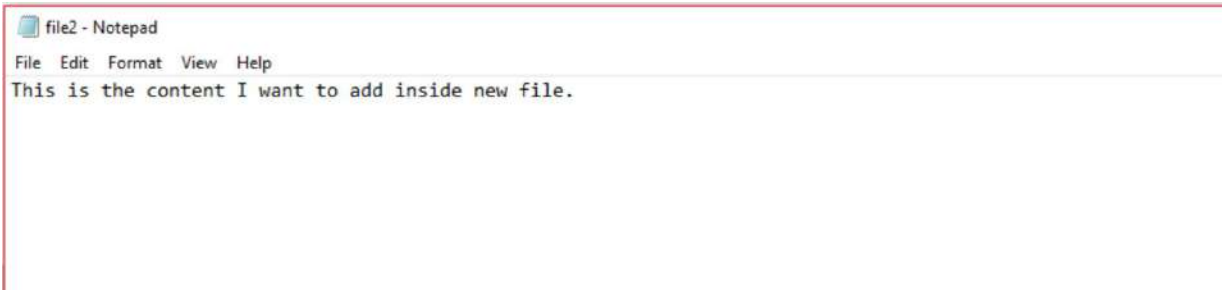 file2 - Notepad
File Edit Format View Help
This is the content I want to add inside new file.